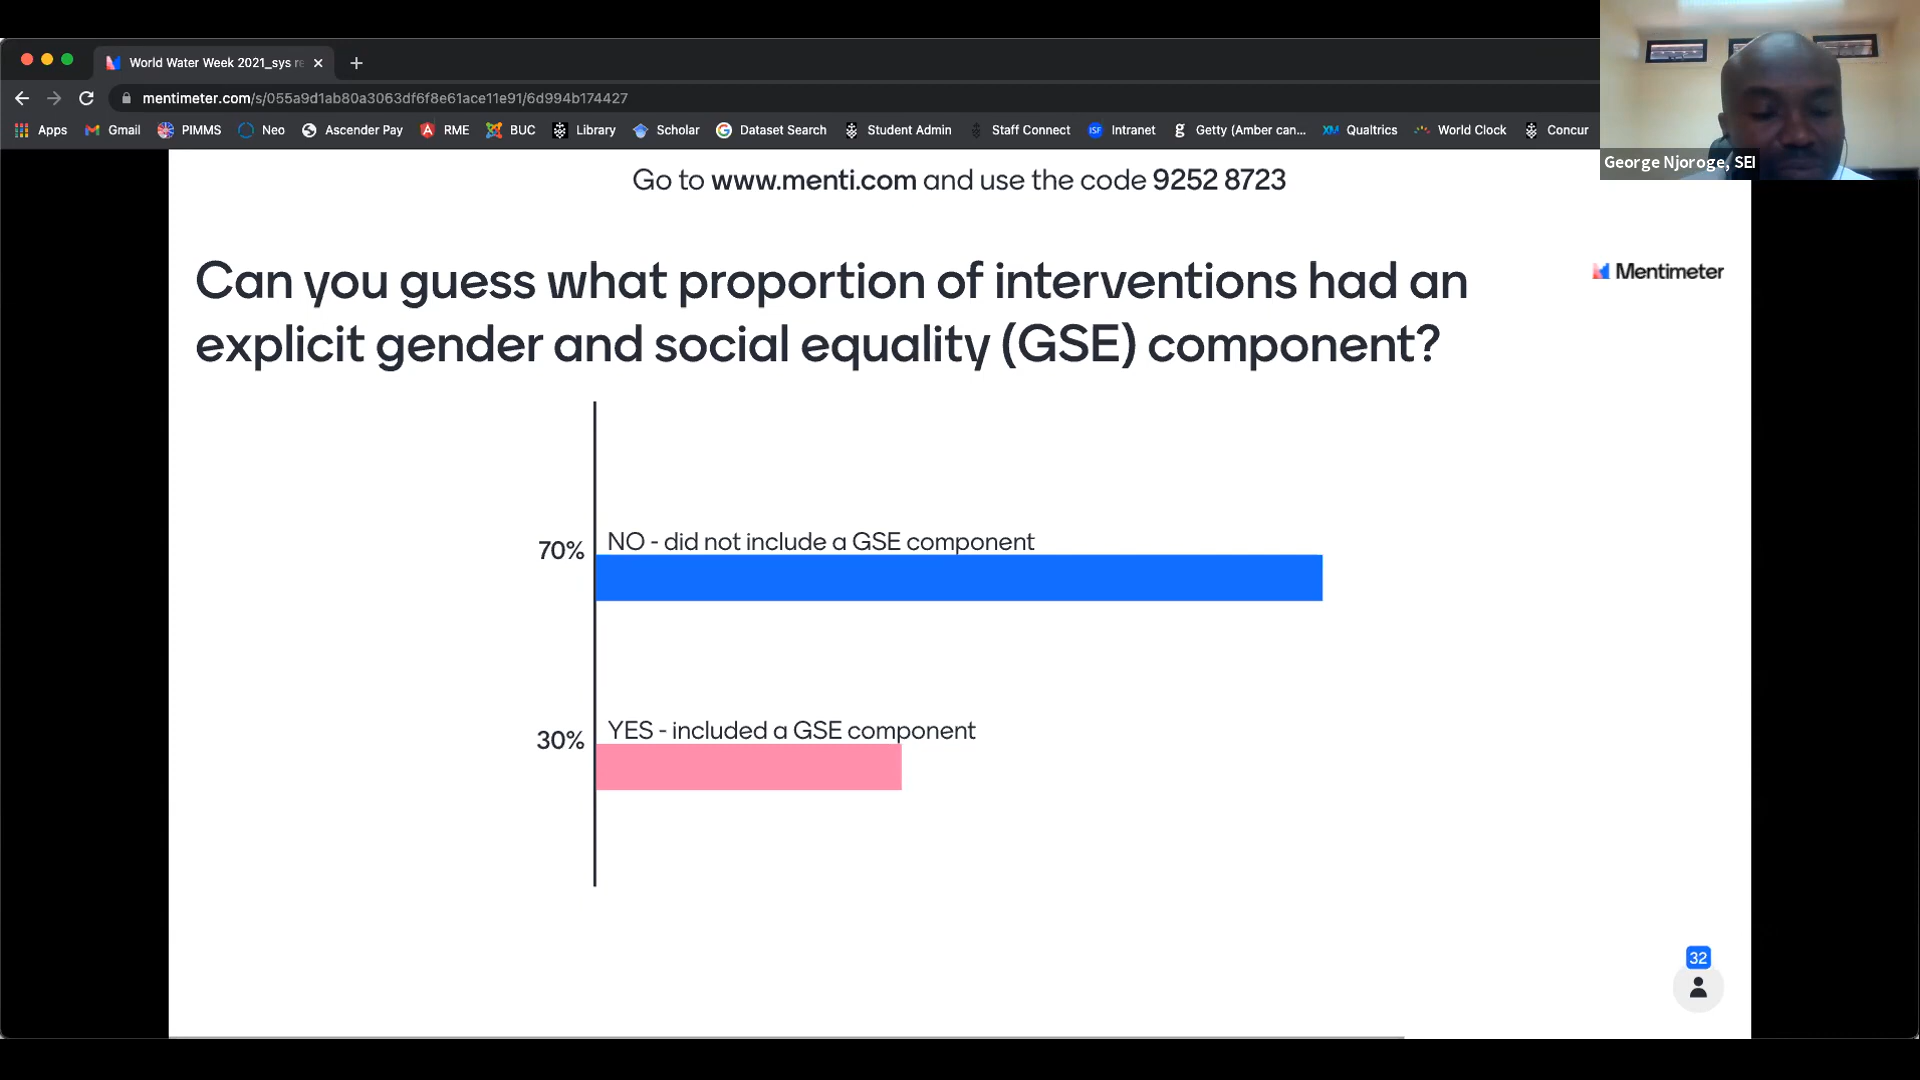 World Water Week 2021_sys re
mentimeter.com/s/055a9d1ab80a3063df6f8e61ace11e91/6d994b174427
Apps Gmail PIMMS Neo Ascender Pay RME BUC Library Scholar Dataset Search Student Admin Staff Connect Intranet Getty (Amber can... Qualtrics World Clock Concur
George Njoroge, SEI
Go to www.menti.com and use the code 9252 8723
Can you guess what proportion of interventions had an
explicit gender and social equality (GSE) component?
Mentimeter
NO - did not include a GSE component
70%
YES - included a GSE component
30%
32